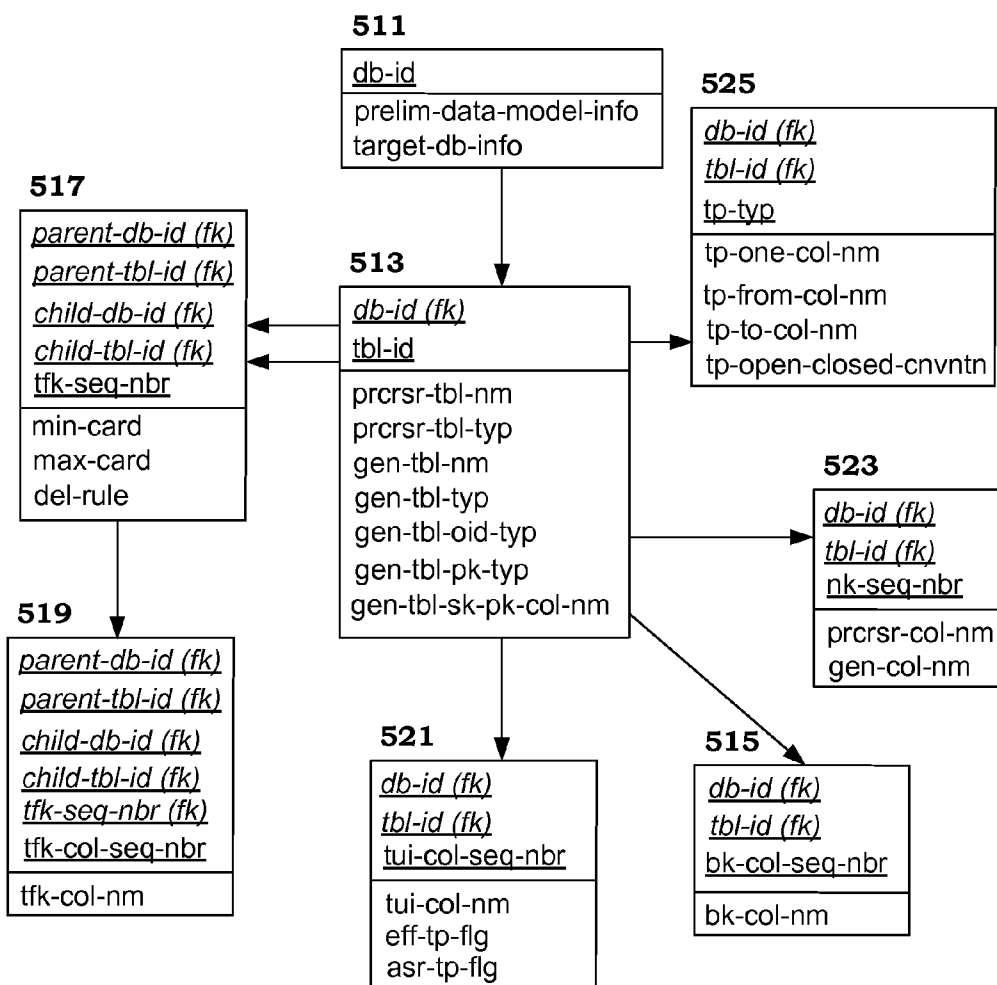 511
db-id
prelim-data-model-info
target-db-info
525
db-id (fk)
tbl-id (fk)
tp-typ
tp-one-col-nm
tp-from-col-nm
tp-to-col-nm
tp-open-closed-cnvntn
517
parent-db-id (fk)
parent-tbl-id (fk)
child-db-id (fk)
child-tbl-id (fk)
tfk-seq-nbr
min-card
max-card
del-rule
513
db-id (fk)
tbl-id
prcrsr-tbl-nm
prcrsr-tbl-typ
gen-tbl-nm
gen-tbl-typ
gen-tbl-oid-typ
gen-tbl-pk-typ
gen-tbl-sk-pk-col-nm
523
db-id (fk)
tbl-id (fk)
nk-seq-nbr
prcrsr-col-nm
gen-col-nm
519
parent-db-id (fk)
parent-tbl-id (fk)
child-db-id (fk)
child-tbl-id (fk)
tfk-seq-nbr (fk)
tfk-col-seq-nbr
tfk-col-nm
521
db-id (fk)
tbl-id (fk)
tui-col-seq-nbr
tui-col-nm
eff-tp-flg
asr-tp-flg
515
db-id (fk)
tbl-id (fk)
bk-col-seq-nbr
bk-col-nm